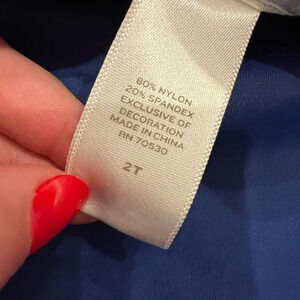 80% NYLON
20% SPANDEX
EXCLUSIVE OF
DECORATION
MADE IN CHINA
RN 70530
2T